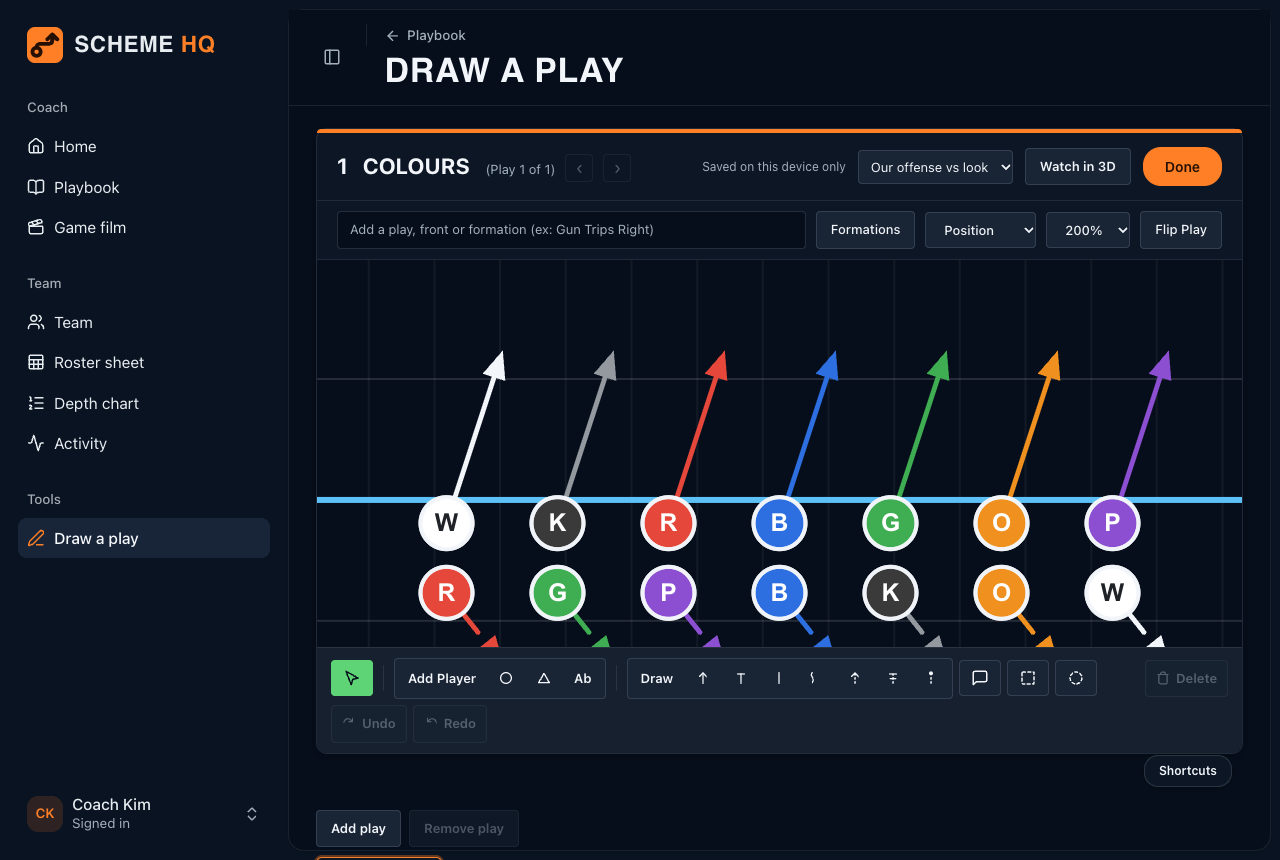 SCHEME HQ
Coach
Home
Playbook
Game film
Team
Team
Roster sheet
Depth chart
Activity
Tools
Draw a play
CK
Coach Kim
Signed in
Playbook
DRAW A PLAY
1 COLOURS (Play 1 of 1) Saved on this device only Our offense vs look Watch in 3D Done
Add a play, front or formation (ex: Gun Trips Right) Formations Position 200% Flip Play
W K R B G O P
R G P B K O W
Add Player Ab Draw Delete
Undo Redo
Shortcuts
Add play Remove play